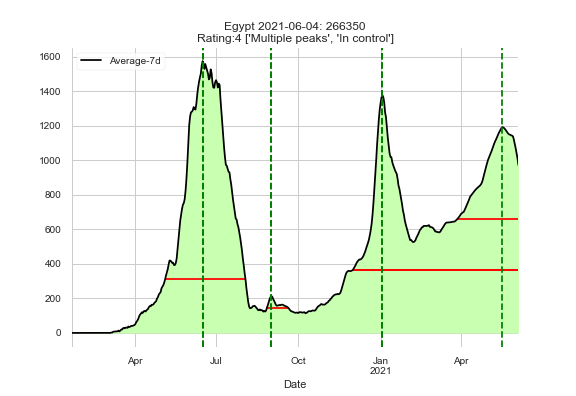 Egypt 2021-06-04: 266350
Rating:4 ['Multiple peaks', 'In control']
Average-7d
1600
1400
1200
1000
800
600
400
200
0
Apr
Jul
Oct
Jan
2021
Apr
Date